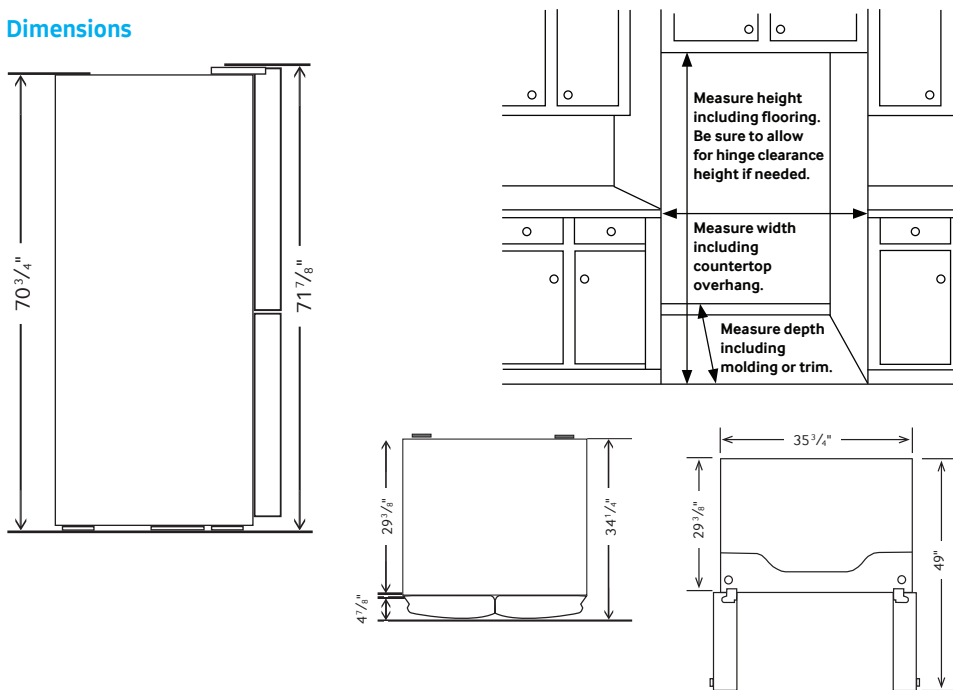 Dimensions
70 3/4"
71 7/8"
Measure height
including flooring.
Be sure to allow
for hinge clearance
height if needed.
Measure width
including
countertop
overhang.
Measure depth
including
molding or trim.
29 3/8"
4 7/8"
34 1/4"
35 3/4"
29 3/8"
49"